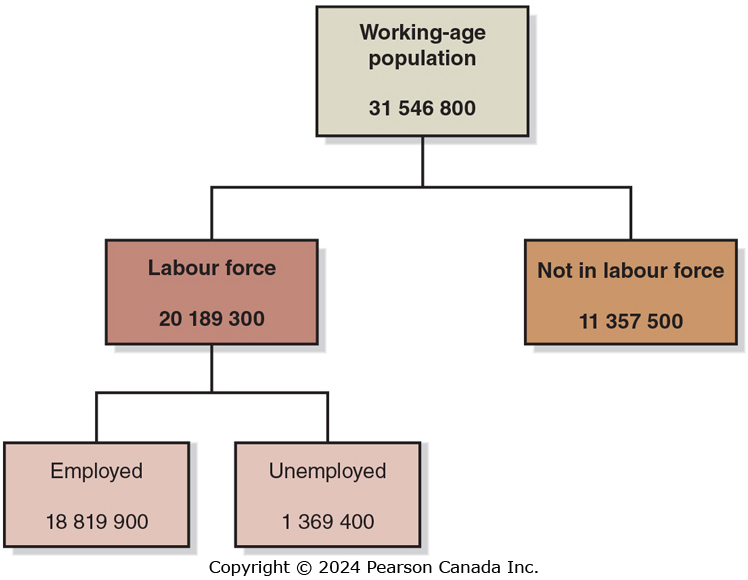 Working-age
population
31 546 800
Labour force
20 189 300
Not in labour force
11 357 500
Employed
18 819 900
Unemployed
1 369 400
Copyright © 2024 Pearson Canada Inc.